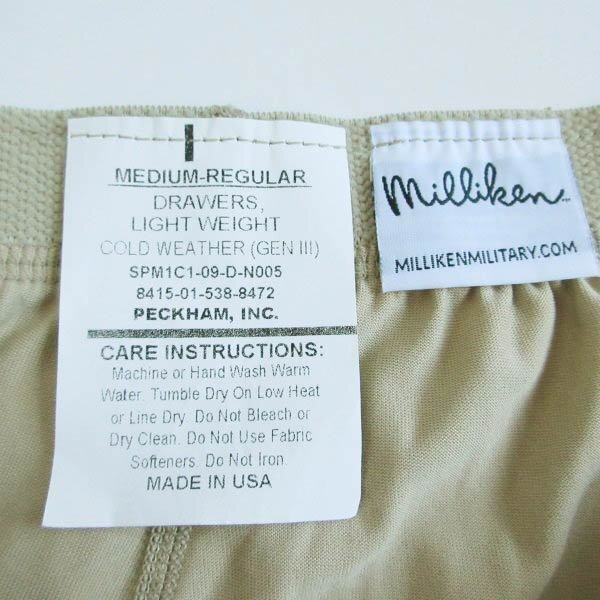 MEDIUM-REGULAR
DRAWERS,
LIGHT WEIGHT
COLD WEATHER (GEN III)
SPM1C1-09-D-N005
8415-01-538-8472
PECKHAM, INC.
CARE INSTRUCTIONS:
Machine or Hand Wash Warm
Water. Tumble Dry On Low Heat
or Line Dry. Do Not Bleach or
Dry Clean. Do Not Use Fabric
Softeners. Do Not Iron.
MADE IN USA
Milliken
MILLIKENMILITARY.COM